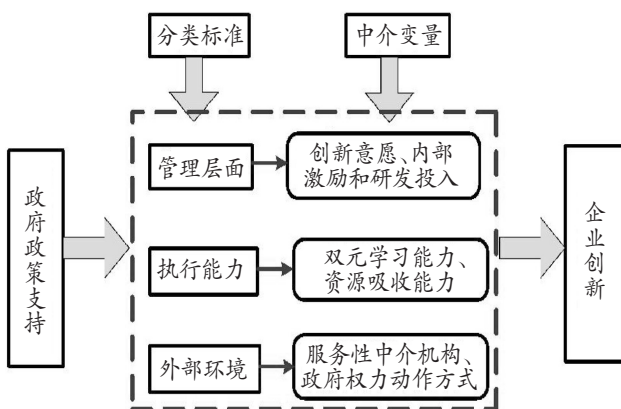 分类标准
中介变量
政府政策支持
管理层面
创新意愿、内部
激励和研发投入
执行能力
双元学习能力、
资源吸收能力
外部环境
服务性中介机构、
政府权力动作方式
企业创新